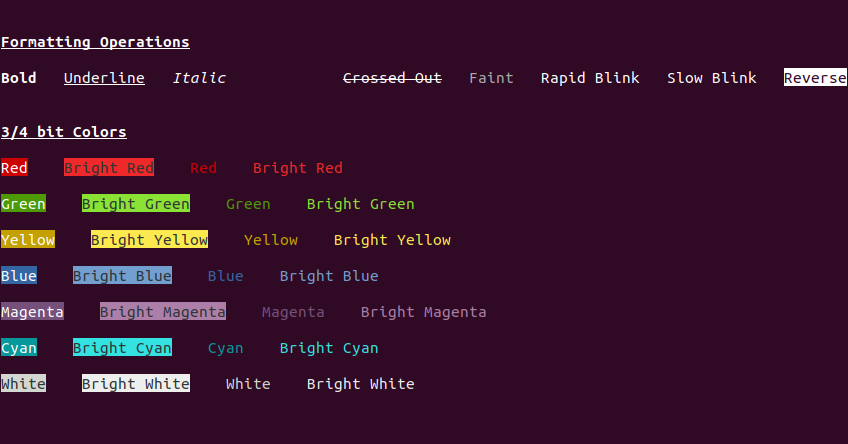 Formatting Operations
Bold Underline Italic Crossed Out Faint Rapid Blink Slow Blink Reverse
3/4 bit Colors
Red Bright Red Red Bright Red
Green Bright Green Green Bright Green
Yellow Bright Yellow Yellow Bright Yellow
Blue Bright Blue Blue Bright Blue
Magenta Bright Magenta Magenta Bright Magenta
Cyan Bright Cyan Cyan Bright Cyan
White Bright White White Bright White